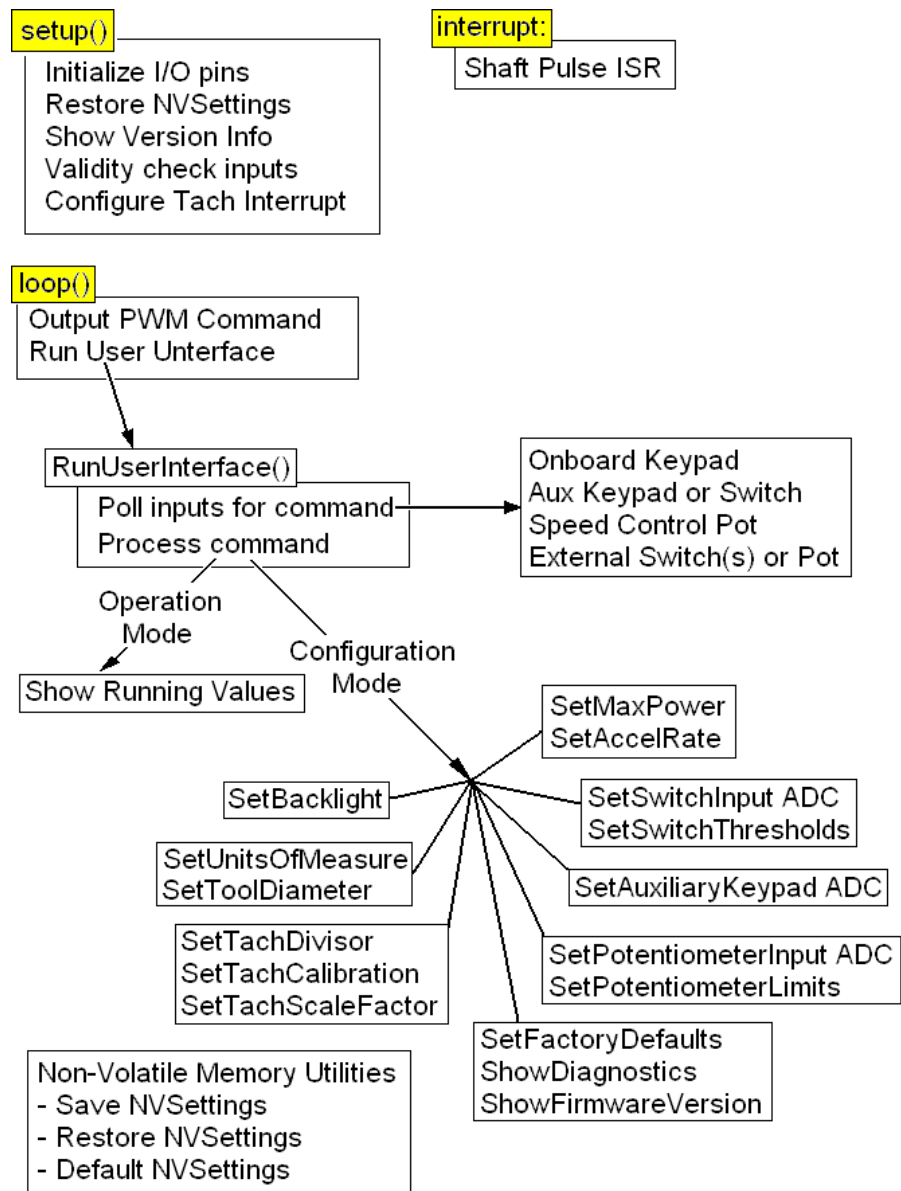 setup()
Initialize I/O pins
Restore NVSettings
Show Version Info
Validity check inputs
Configure Tach Interrupt
interrupt:
Shaft Pulse ISR
loop()
Output PWM Command
Run User Unterface
RunUserInterface()
Poll inputs for command
Process command
Onboard Keypad
Aux Keypad or Switch
Speed Control Pot
External Switch(s) or Pot
Operation
Mode
Show Running Values
Configuration
Mode
SetMaxPower
SetAccelRate
SetBacklight
SetSwitchInput ADC
SetSwitchThresholds
SetUnitsOfMeasure
SetToolDiameter
SetAuxiliaryKeypad ADC
SetTachDivisor
SetTachCalibration
SetTachScaleFactor
SetPotentiometerInput ADC
SetPotentiometerLimits
SetFactoryDefaults
ShowDiagnostics
ShowFirmwareVersion
Non-Volatile Memory Utilities
- Save NVSettings
- Restore NVSettings
- Default NVSettings